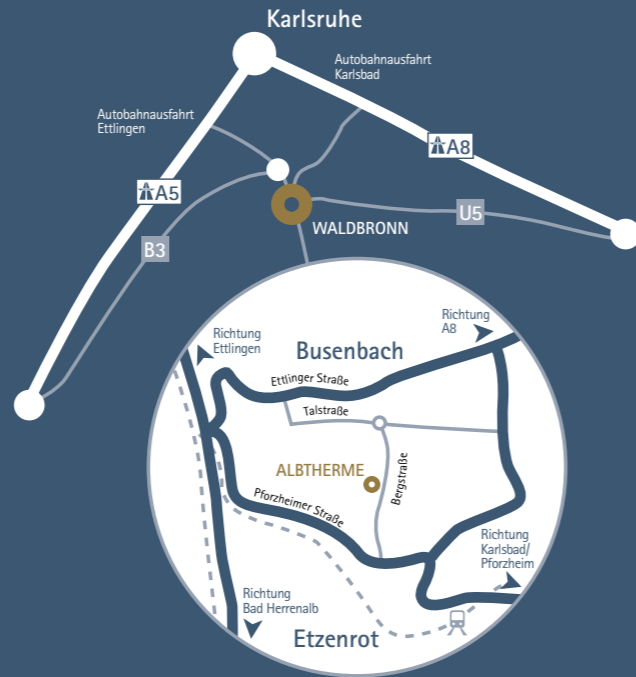 Karlsruhe
Autobahnausfahrt
Karlsbad
Autobahnausfahrt
Ettlingen
A8
A5
WALDBRONN
U5
B3
Richtung
A8
Richtung
Ettlingen
Busenbach
Ettlinger Straße
Talstraße
ALBTHERME
Bergstraße
Pforzheimer Straße
Richtung
Karlsbad/
Pforzheim
Richtung
Bad Herrenalb
Etzenrot